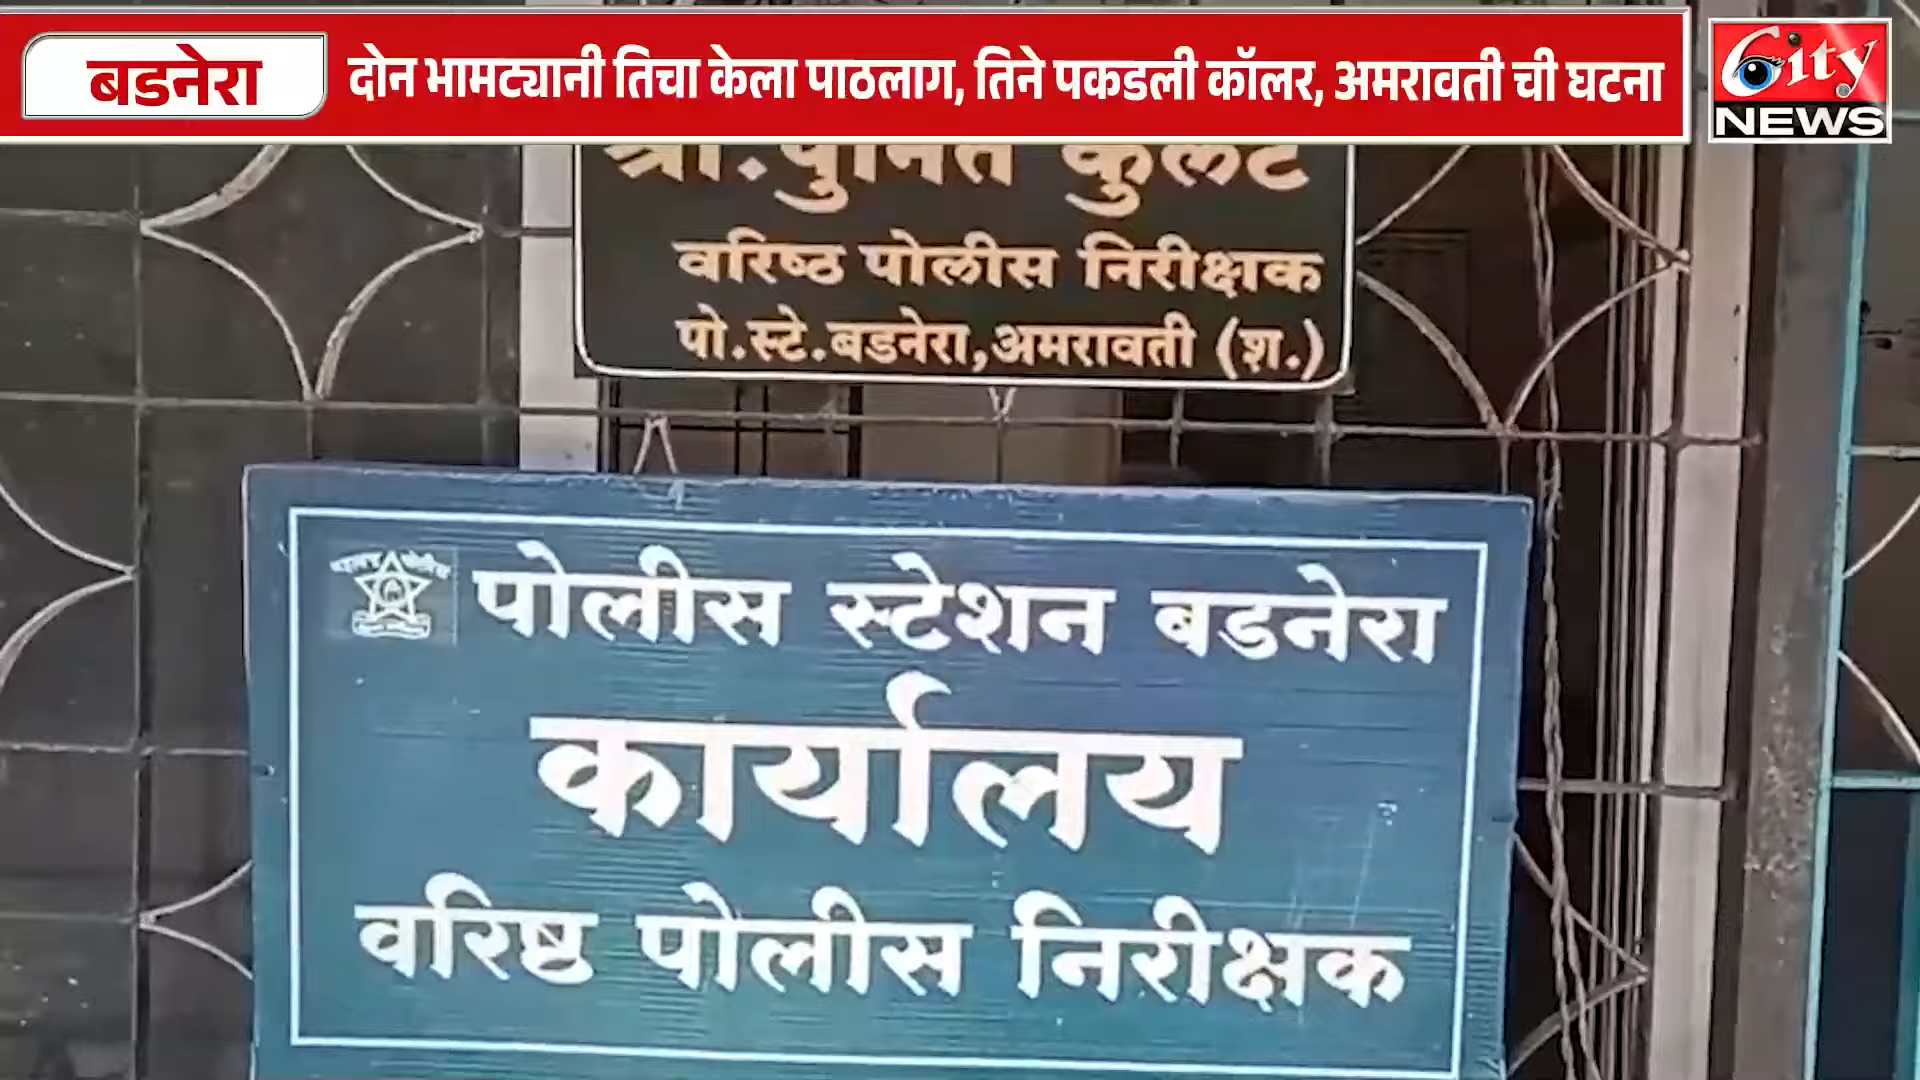 बडनेरा
दोन भामट्यानी तिचा केला पाठलाग, तिने पकडली कॉलर, अमरावती ची घटना
City
NEWS
श्री.पुनित कुलट
वरिष्ठ पोलीस निरीक्षक
पो.स्टे.बडनेरा,अमरावती (श.)
पोलीस स्टेशन बडनेरा
कार्यालय
वरिष्ठ पोलीस निरीक्षक